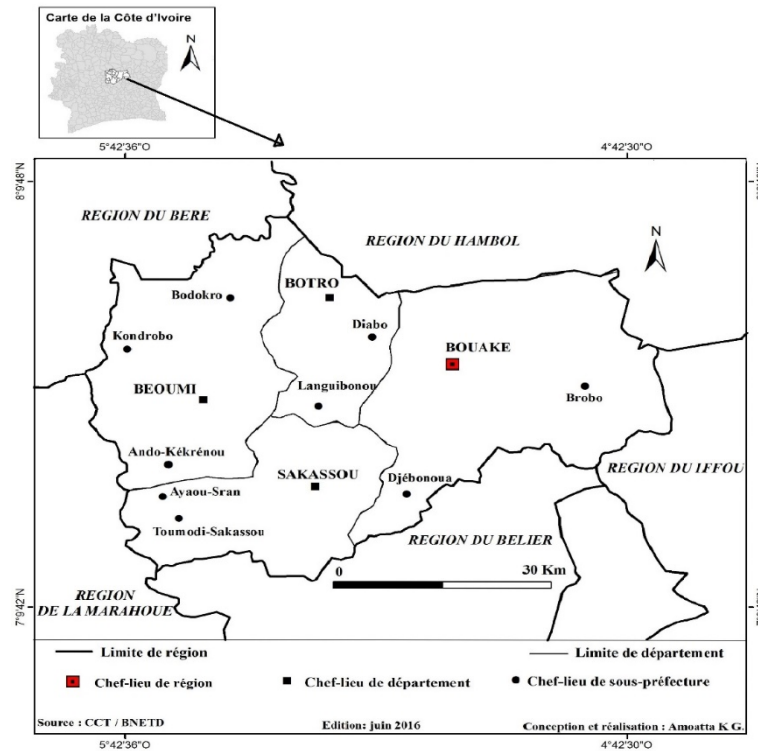 Carte de la Côte d'Ivoire
N
5°42'36"O
4°42'30"O
8°9'48"N
REGION DU BERE
REGION DU HAMBOL
N
Bodokro
BOTRO
Kondrobo
Diabo
BOUAKE
BEOUMI
Languibonou
Brobo
Ando-Kékrénou
SAKASSOU
Djébonoua
REGION DU IFFOU
Ayaou-Sran
Toumodi-Sakassou
REGION DU BELIER
0
30 Km
REGION
DE LA MARAHOUE
7°9'42"N
Limite de région
Limite de département
Chef-lieu de région
Chef-lieu de département
Chef-lieu de sous-préfecture
Source : CCT / BNETD
Edition: juin 2016
Conception et réalisation : Amoatta K G.
5°42'36"O
4°42'30"O